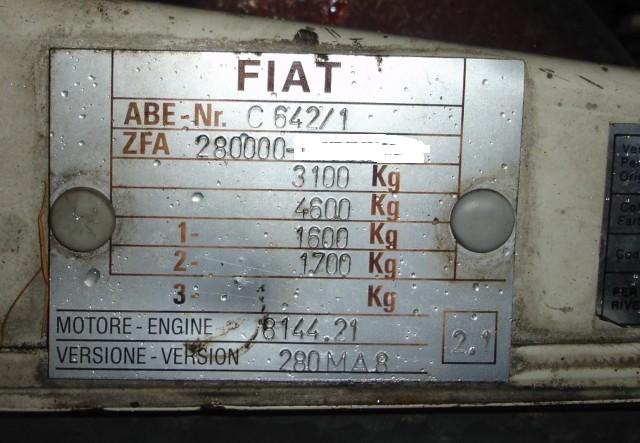 FIAT
ABE-Nr. C 642/1
ZFA 280000-
3100 Kg
4600 Kg
1- 1600 Kg
2- 1700 Kg
3- Kg
MOTORE - ENGINE 8144.21
VERSIONE - VERSION 280MA8
2.1